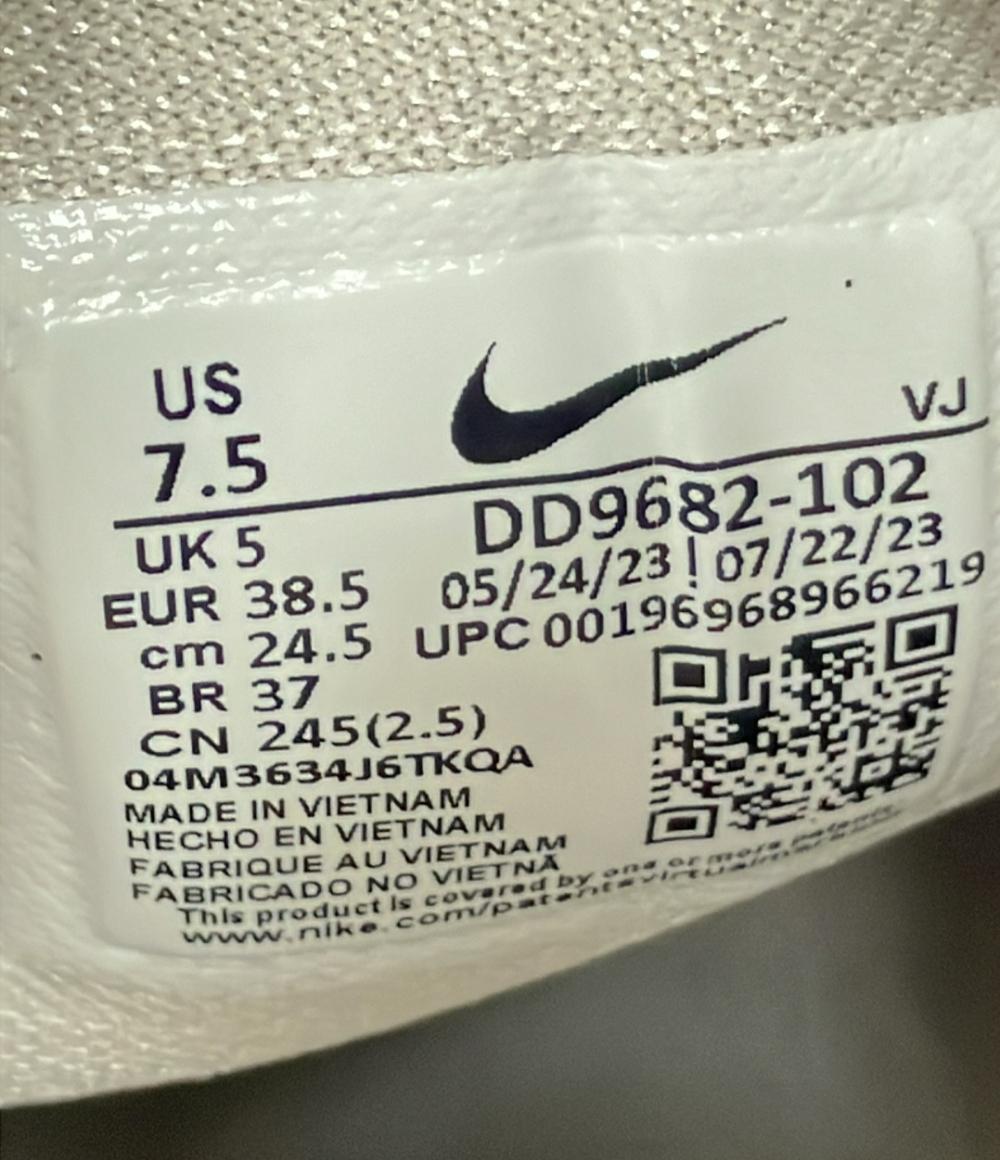 US
7.5
VJ
UK 5
EUR 38.5
cm 24.5
BR 37
CN 245(2.5)
DD9682-102
05/24/23 ! 07/22/23
UPC 00196968966219
04M3634J6TKQA
MADE IN VIETNAM
HECHO EN VIETNAM
FABRIQUE AU VIETNAM
FABRICADO NO VIETNÃ
This product is covered by one or more patents.
www.nike.com/patents